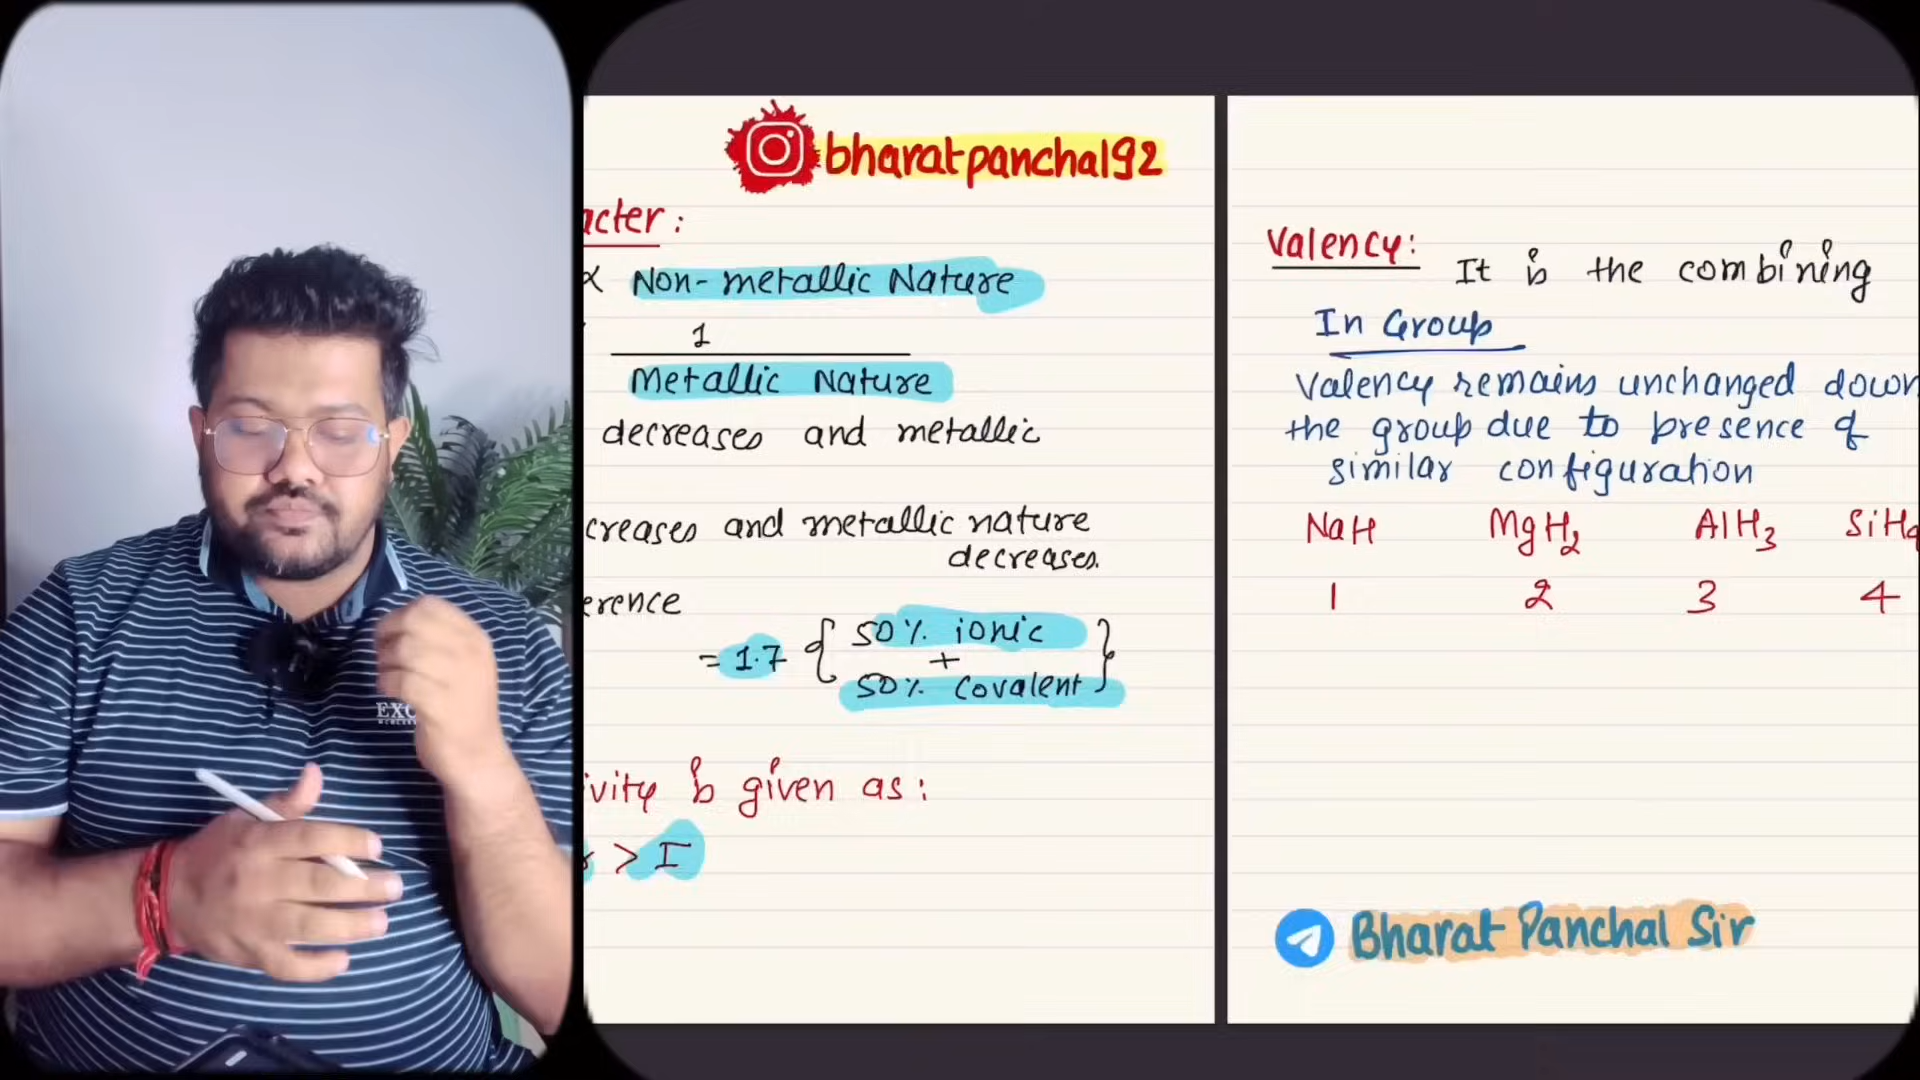 bharatpanchal92
acter:
∝ Non-metallic Nature
1
Metallic Nature
decreases and metallic
creases and metallic nature
decreases.
erence
= 1.7 { 50% ionic
+
50% covalent }
ivity is given as:
> I
Valency: It is the combining
In Group
Valency remains unchanged down
the group due to presence of
similar configuration
NaH MgH2 AlH3 SiH4
1 2 3 4
Bharat Panchal Sir
EXC